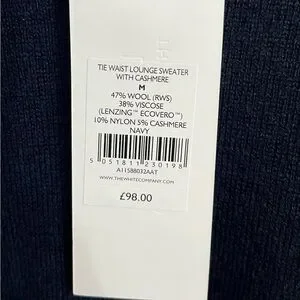 TIE WAIST LOUNGE SWEATER
WITH CASHMERE
M
47% WOOL (RWS)
38% VISCOSE
(LENZING™ ECOVERO™)
10% NYLON 5% CASHMERE
NAVY
5 051811 230198
A11588032AAT
WWW.THEWHITECOMPANY.COM
£98.00